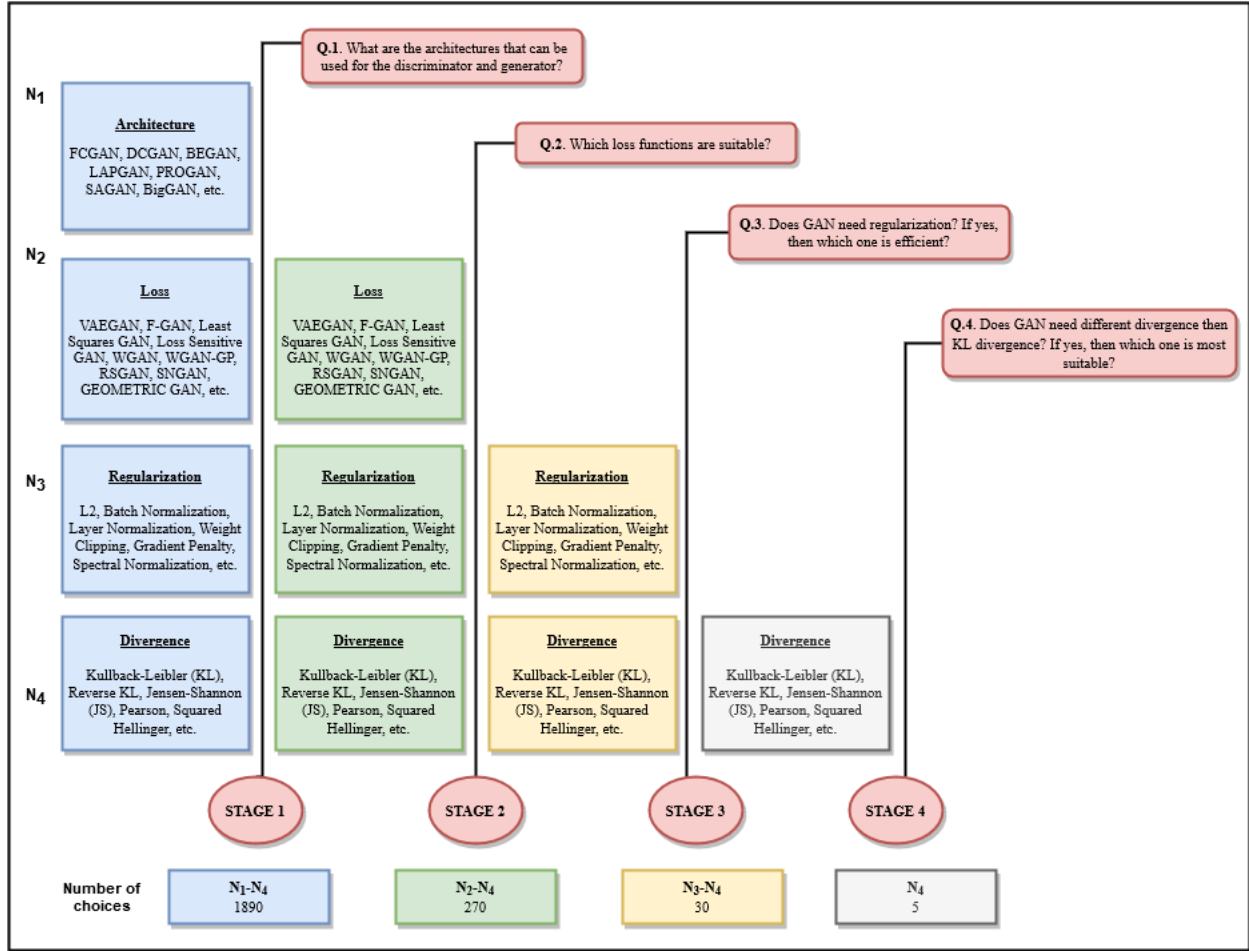 Q.1. What are the architectures that can be
used for the discriminator and generator?
N1
Architecture
FCGAN, DCGAN, BEGAN,
LAPGAN, PROGAN,
SAGAN, BigGAN, etc.
Q.2. Which loss functions are suitable?
Q.3. Does GAN need regularization? If yes,
then which one is efficient?
N2
Loss
VAEGAN, F-GAN, Least
Squares GAN, Loss Sensitive
GAN, WGAN, WGAN-GP,
RSGAN, SNGAN,
GEOMETRIC GAN, etc.
Loss
VAEGAN, F-GAN, Least
Squares GAN, Loss Sensitive
GAN, WGAN, WGAN-GP,
RSGAN, SNGAN,
GEOMETRIC GAN, etc.
Q.4. Does GAN need different divergence then
KL divergence? If yes, then which one is most
suitable?
N3
Regularization
L2, Batch Normalization,
Layer Normalization, Weight
Clipping, Gradient Penalty,
Spectral Normalization, etc.
Regularization
L2, Batch Normalization,
Layer Normalization, Weight
Clipping, Gradient Penalty,
Spectral Normalization, etc.
Regularization
L2, Batch Normalization,
Layer Normalization, Weight
Clipping, Gradient Penalty,
Spectral Normalization, etc.
N4
Divergence
Kullback-Leibler (KL),
Reverse KL, Jensen-Shannon
(JS), Pearson, Squared
Hellinger, etc.
Divergence
Kullback-Leibler (KL),
Reverse KL, Jensen-Shannon
(JS), Pearson, Squared
Hellinger, etc.
Divergence
Kullback-Leibler (KL),
Reverse KL, Jensen-Shannon
(JS), Pearson, Squared
Hellinger, etc.
Divergence
Kullback-Leibler (KL),
Reverse KL, Jensen-Shannon
(JS), Pearson, Squared
Hellinger, etc.
STAGE 1
STAGE 2
STAGE 3
STAGE 4
Number of
choices
N1-N4
1890
N2-N4
270
N3-N4
30
N4
5